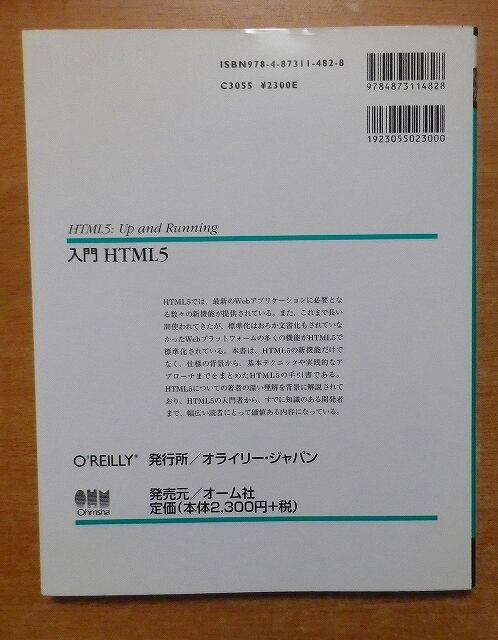 ISBN978-4-87311-482-8
C3055 ¥2300E
9784873114828
1923055023000
HTML5: Up and Running
入門 HTML5
HTML5では、最新のWebアプリケーションに必要とな
る数々の新機能が提供されている。また、これまで長い
間使われてきたが、標準化はおろか文書化もされていな
かったWebプラットフォームの多くの機能がHTML5で
標準化されている。本書は、HTML5の新機能だけで
なく、仕様の背景から、基本テクニックや実践的なア
プローチまでをまとめたHTML5の手引書である。
HTML5についての著者の深い理解を背景に解説されて
おり、HTML5の入門者から、すでに知識のある開発者
まで、幅広い読者にとって価値ある内容になっている。
O'REILLY® 発行所／オライリー・ジャパン
OHM
Ohmsha
発売元／オーム社
定価(本体2,300円+税)